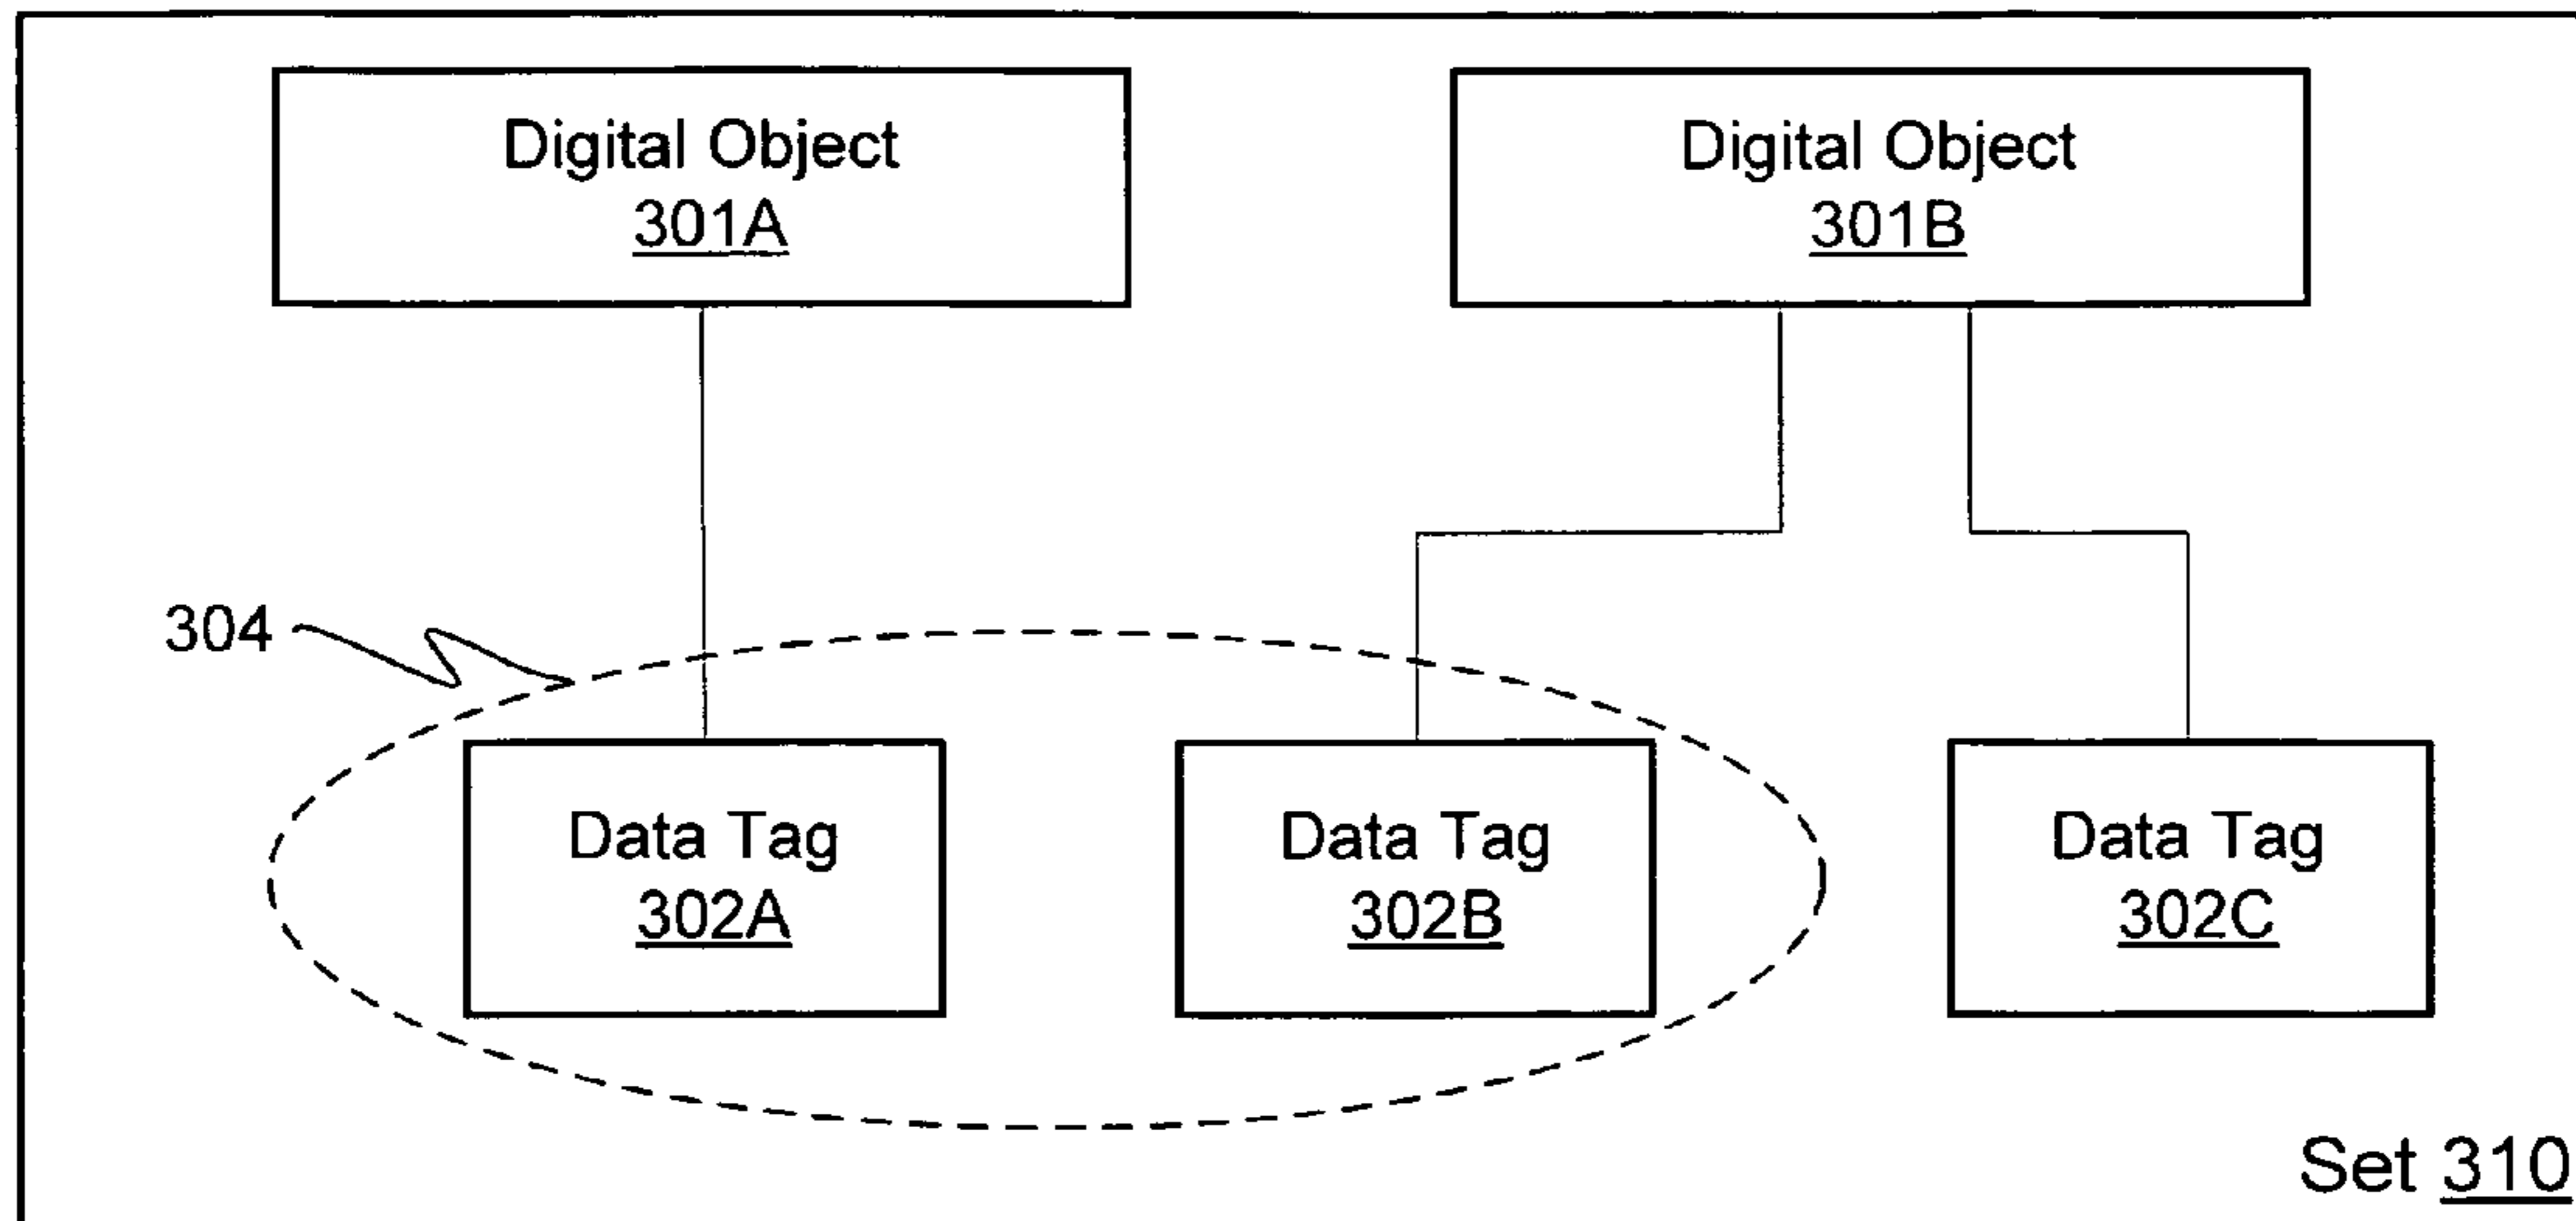 Digital Object
301A
Digital Object
301B
304
Data Tag
302A
Data Tag
302B
Data Tag
302C
Set 310